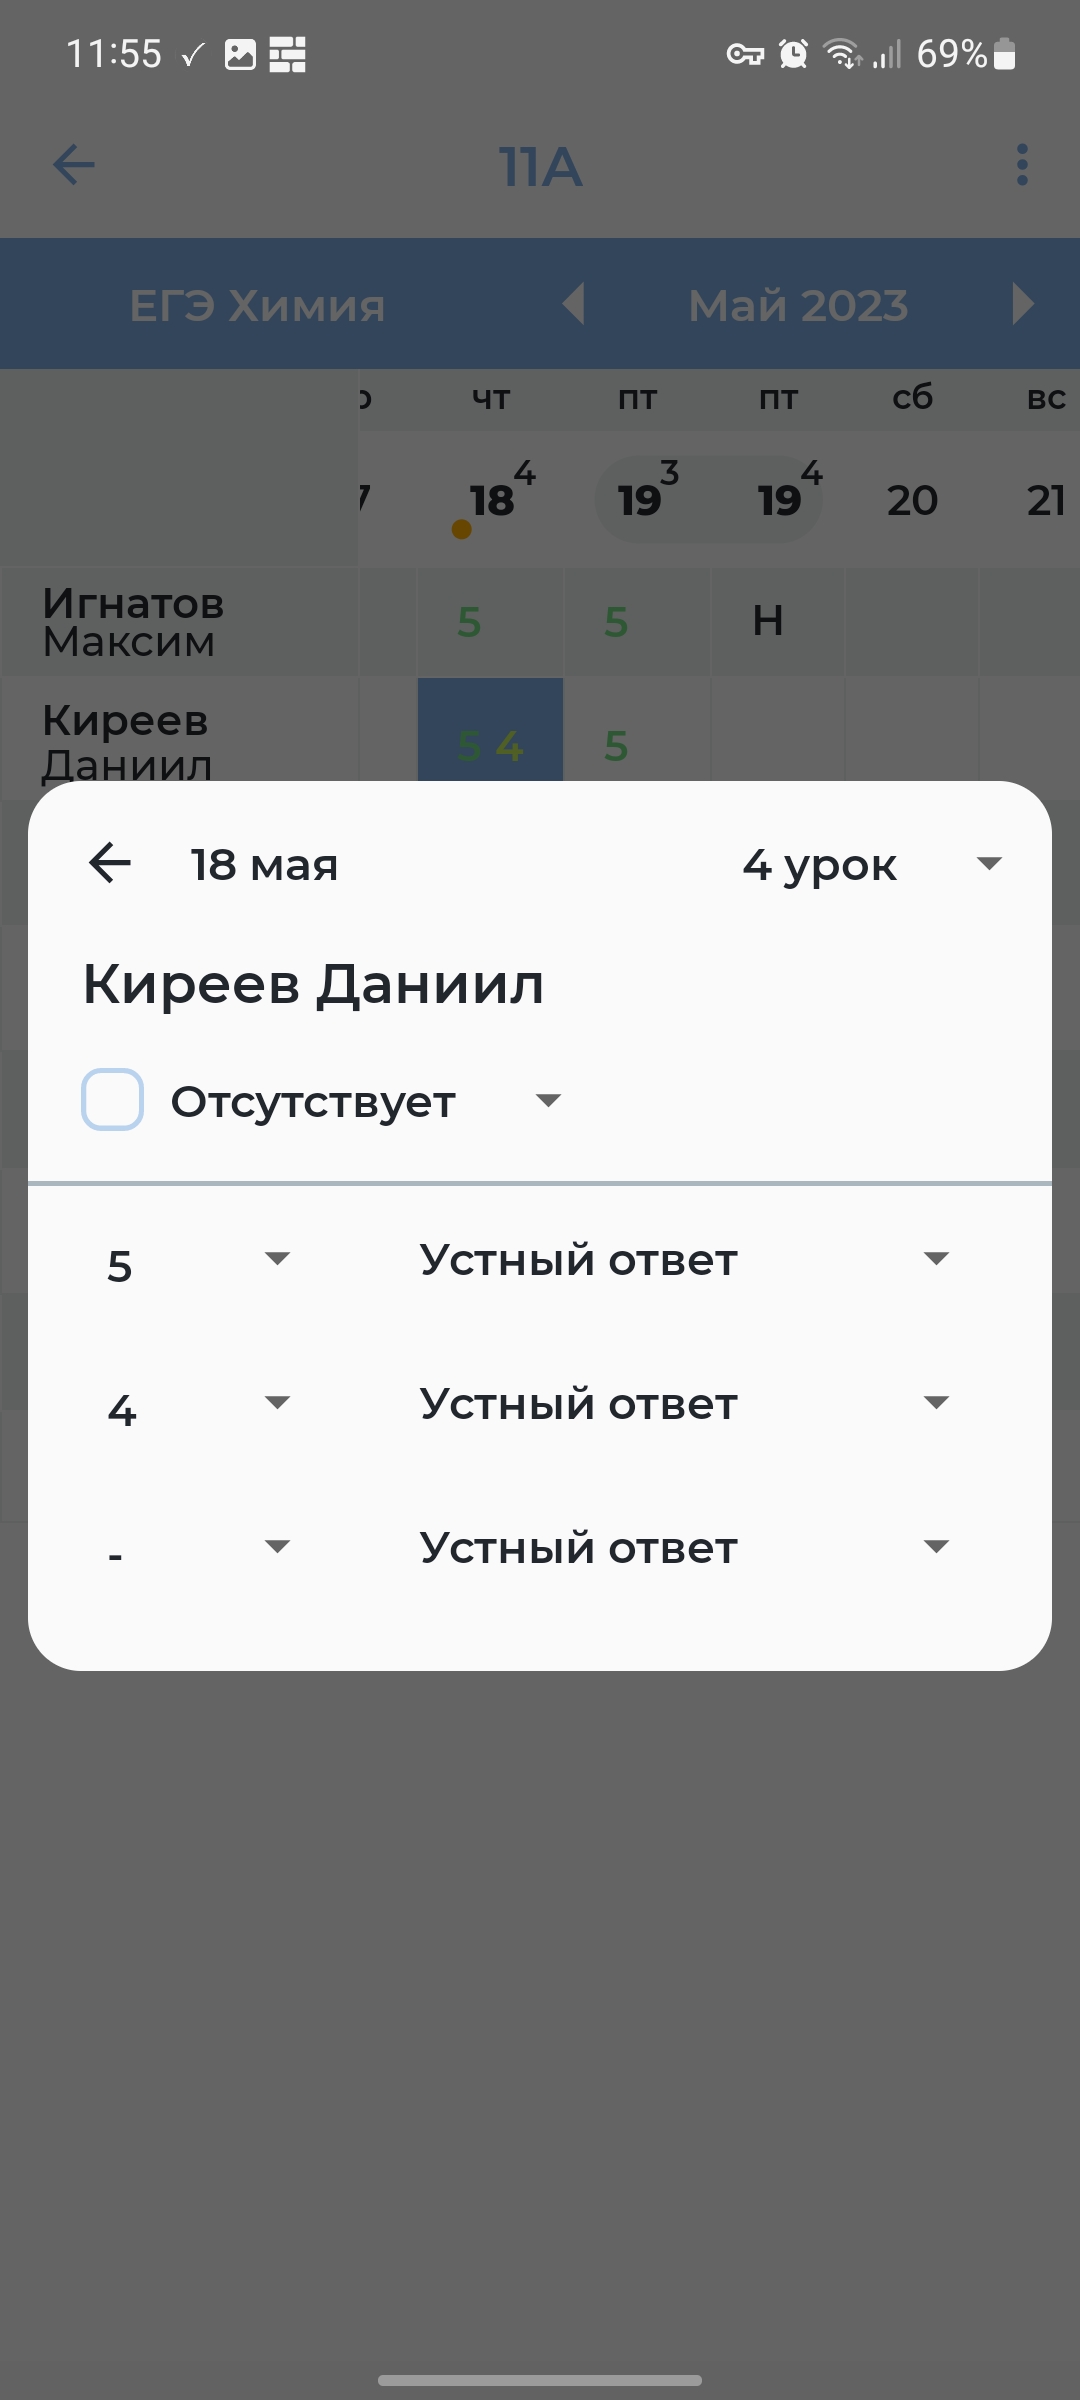 11:55 69%
11А
ЕГЭ Химия Май 2023
чт пт пт сб вс
18 4 19 3 19 4 20 21
Игнатов 5 5 Н
Максим
Киреев 5 4 5
Даниил
18 мая 4 урок
Киреев Даниил
Отсутствует
5 Устный ответ
4 Устный ответ
- Устный ответ